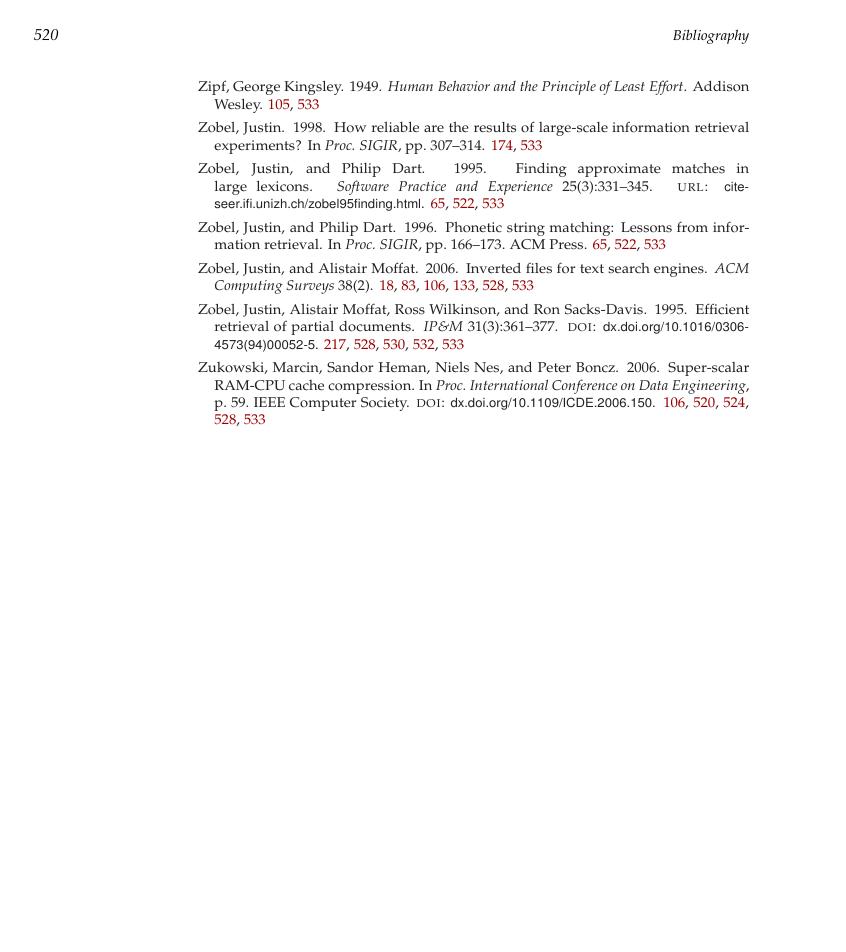 520 Bibliography
Zipf, George Kingsley. 1949. Human Behavior and the Principle of Least Effort. Addison
Wesley. 105, 533
Zobel, Justin. 1998. How reliable are the results of large-scale information retrieval
experiments? In Proc. SIGIR, pp. 307–314. 174, 533
Zobel, Justin, and Philip Dart. 1995. Finding approximate matches in
large lexicons. Software Practice and Experience 25(3):331–345. URL: cite-
seer.ifi.unizh.ch/zobel95finding.html. 65, 522, 533
Zobel, Justin, and Philip Dart. 1996. Phonetic string matching: Lessons from infor-
mation retrieval. In Proc. SIGIR, pp. 166–173. ACM Press. 65, 522, 533
Zobel, Justin, and Alistair Moffat. 2006. Inverted files for text search engines. ACM
Computing Surveys 38(2). 18, 83, 106, 133, 528, 533
Zobel, Justin, Alistair Moffat, Ross Wilkinson, and Ron Sacks-Davis. 1995. Efficient
retrieval of partial documents. IP&M 31(3):361–377. DOI: dx.doi.org/10.1016/0306-
4573(94)00052-5. 217, 528, 530, 532, 533
Zukowski, Marcin, Sandor Heman, Niels Nes, and Peter Boncz. 2006. Super-scalar
RAM-CPU cache compression. In Proc. International Conference on Data Engineering,
p. 59. IEEE Computer Society. DOI: dx.doi.org/10.1109/ICDE.2006.150. 106, 520, 524,
528, 533